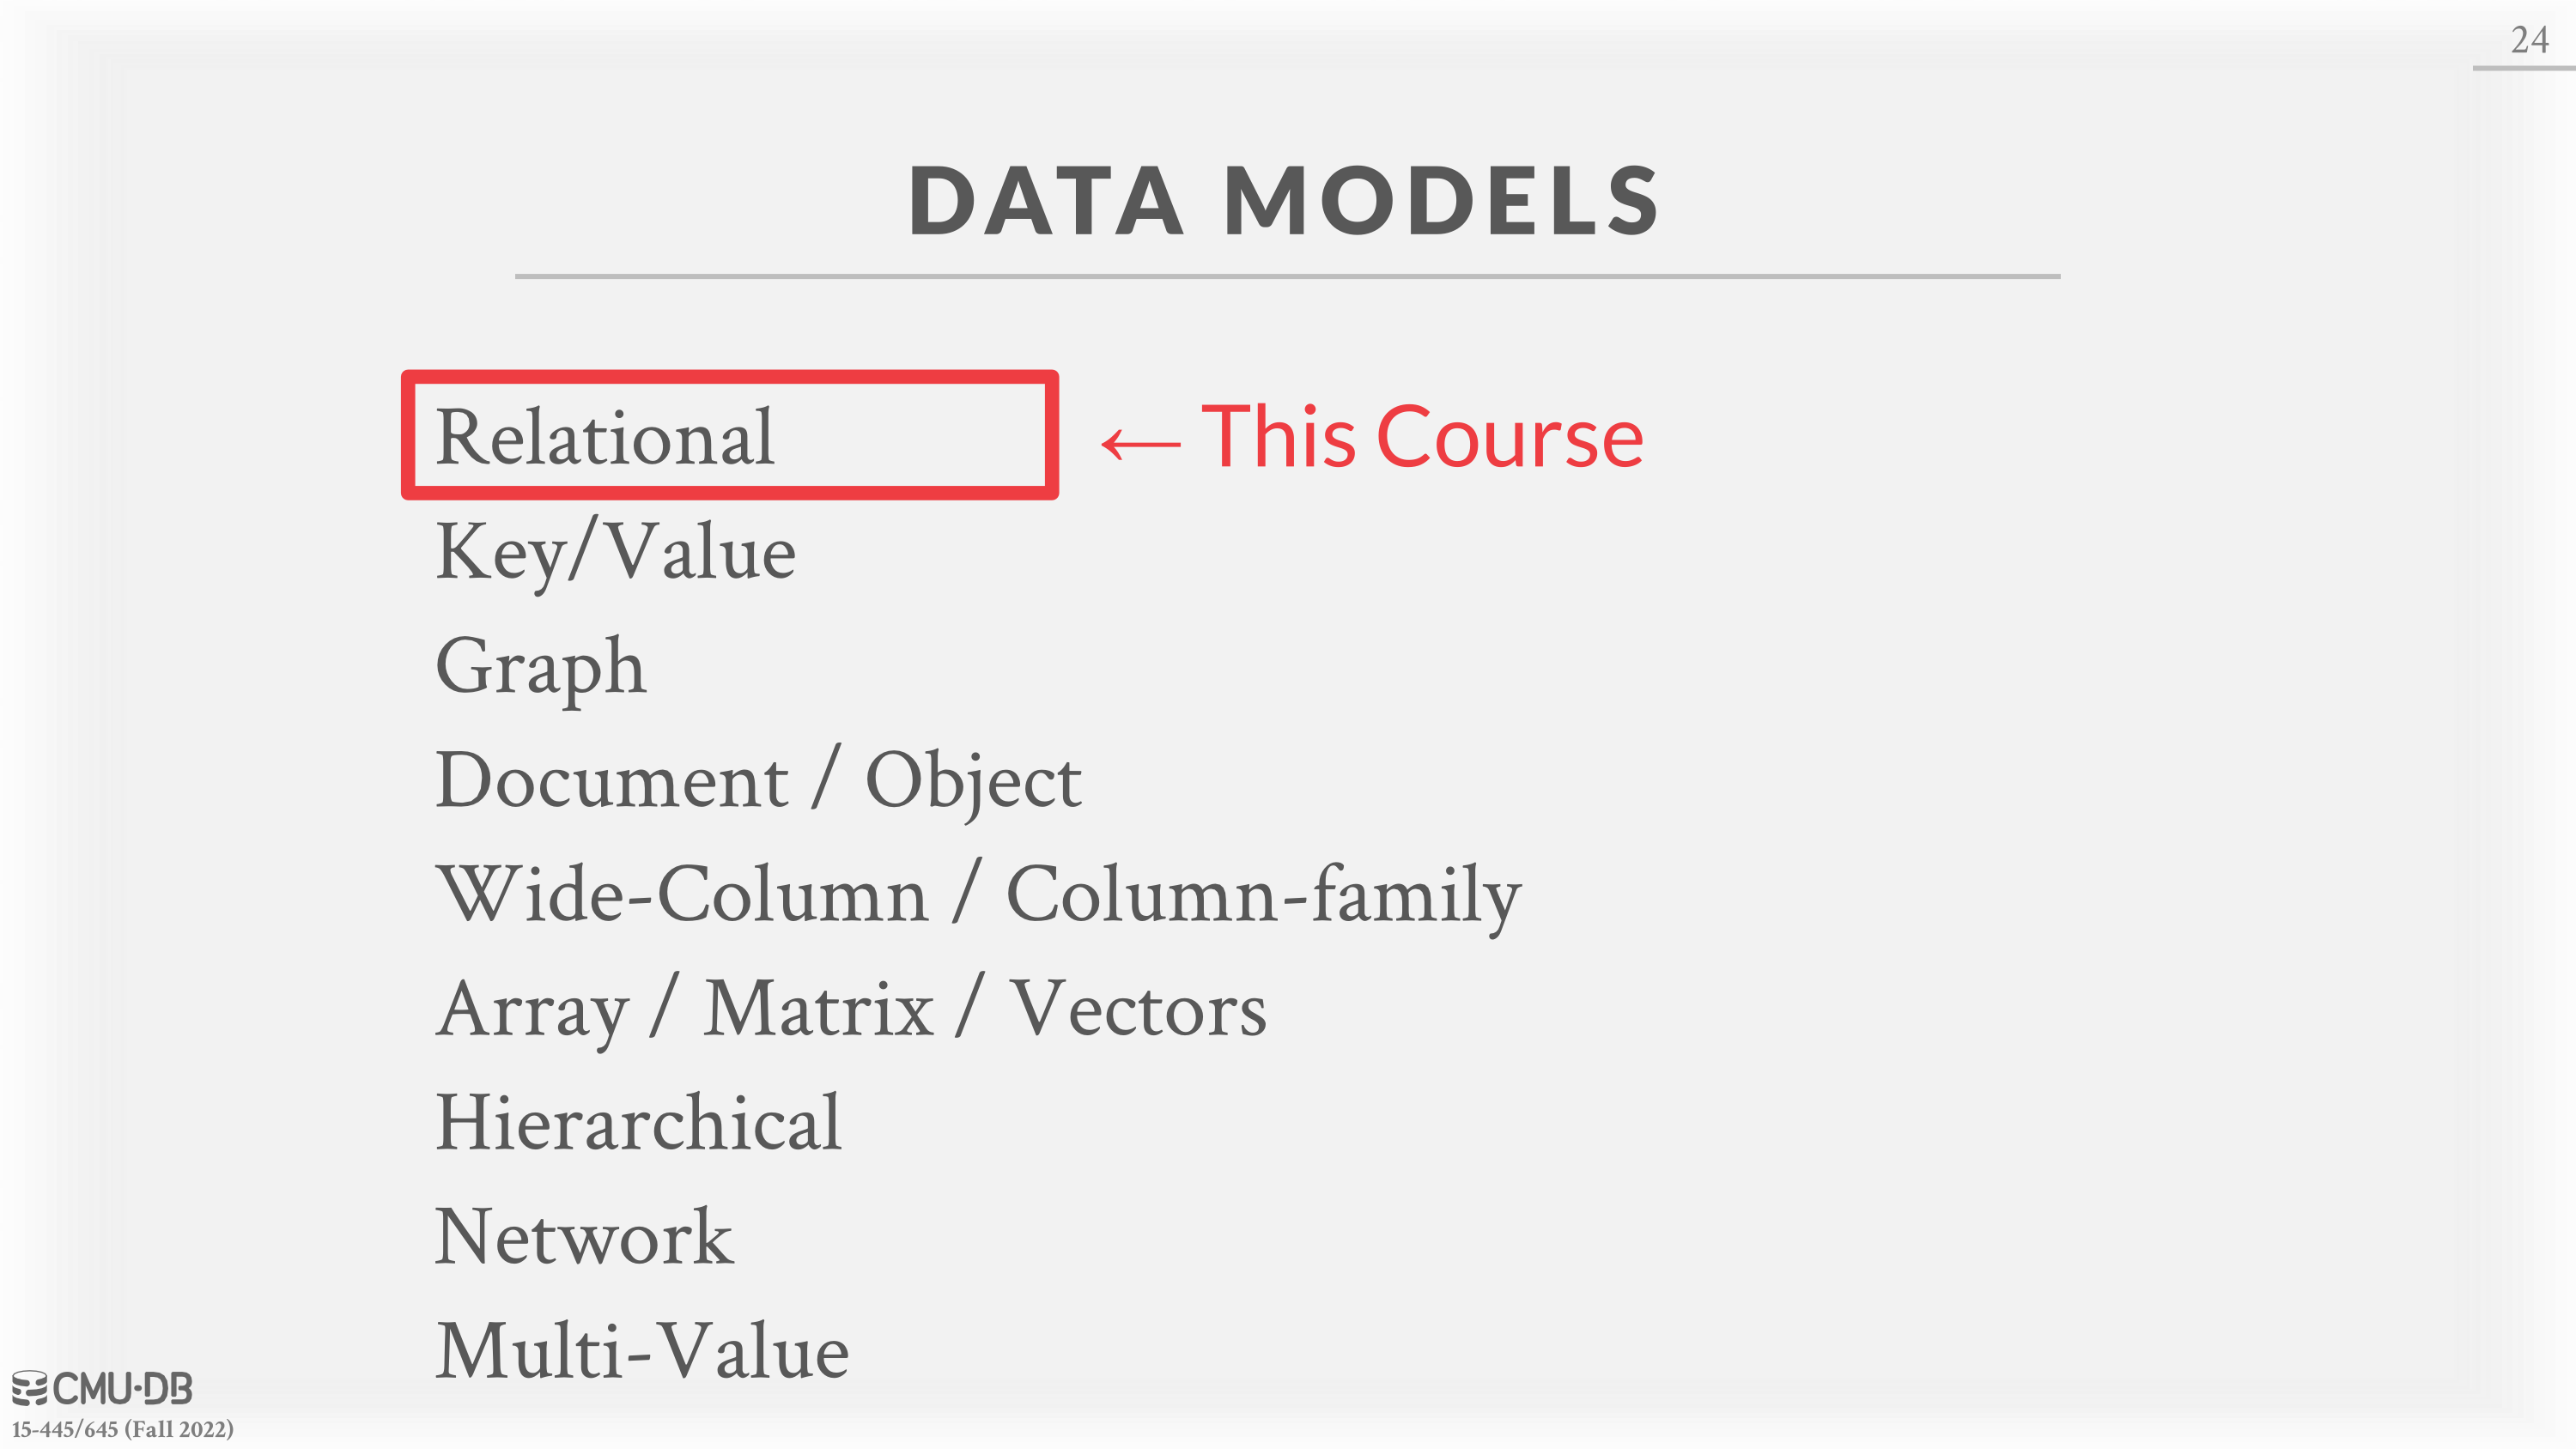 24
DATA MODELS
Relational
← This Course
Key/Value
Graph
Document / Object
Wide-Column / Column-family
Array / Matrix / Vectors
Hierarchical
Network
Multi-Value
CMU·DB
15-445/645 (Fall 2022)